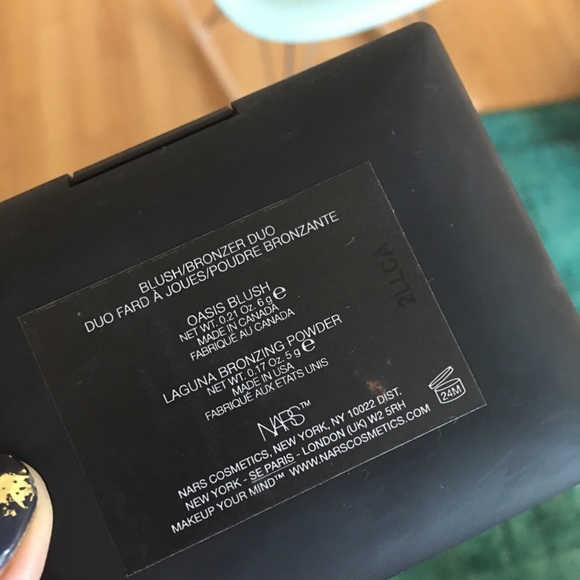 BLUSH/BRONZER DUO
DUO FARD À JOUES/POUDRE BRONZANTE
OASIS BLUSH
NET WT. 0.21 OZ. 6 g e
MADE IN CANADA
FABRIQUÉ AU CANADA
LAGUNA BRONZING POWDER
NET WT. 0.17 OZ. 5 g e
MADE IN USA
FABRIQUÉ AUX ETATS UNIS
NARS™
NARS COSMETICS, NEW YORK, NY 10022 DIST.
NEW YORK - SE PARIS - LONDON (UK) W2 5RH
MAKEUP YOUR MIND™ WWW.NARSCOSMETICS.COM
24M